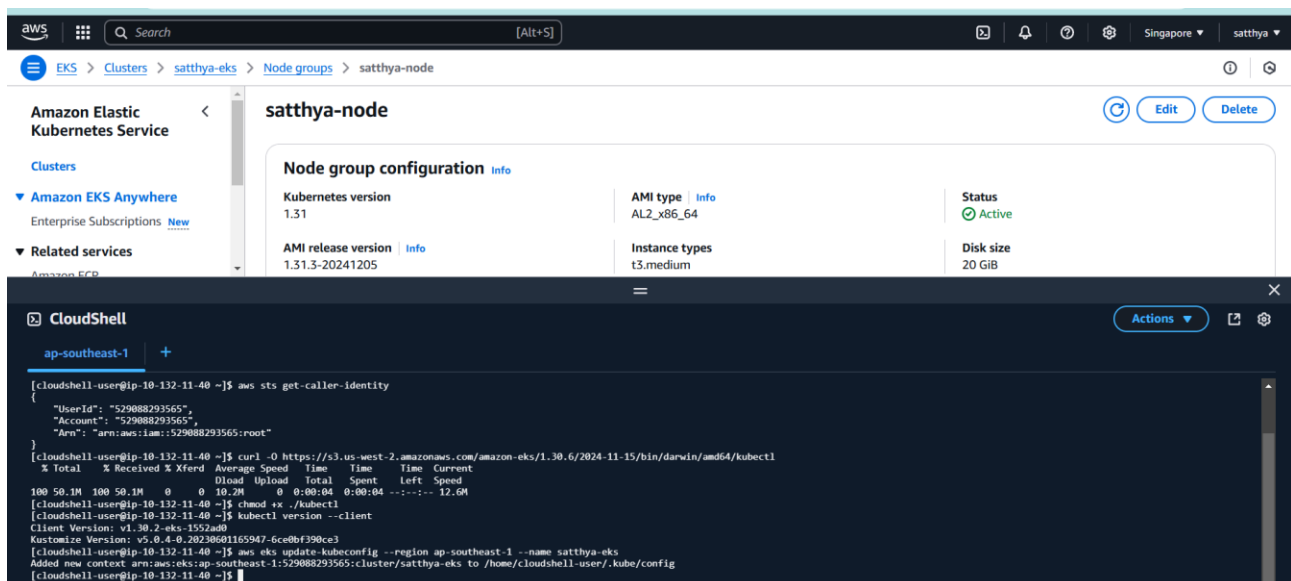 aws Search [Alt+S] Singapore ▼ satthya ▼
EKS > Clusters > satthya-eks > Node groups > satthya-node
Amazon Elastic
Kubernetes Service
Clusters
▼ Amazon EKS Anywhere
Enterprise Subscriptions New
▼ Related services
Amazon ECR
satthya-node
Edit Delete
Node group configuration Info
Kubernetes version AMI type Info Status
1.31 AL2_x86_64 Active
AMI release version Info Instance types Disk size
1.31.3-20241205 t3.medium 20 GiB
CloudShell Actions ▼
ap-southeast-1 +
[cloudshell-user@ip-10-132-11-40 ~]$ aws sts get-caller-identity
{
    "UserId": "529088293565",
    "Account": "529088293565",
    "Arn": "arn:aws:iam::529088293565:root"
}
[cloudshell-user@ip-10-132-11-40 ~]$ curl -O https://s3.us-west-2.amazonaws.com/amazon-eks/1.30.6/2024-11-15/bin/darwin/amd64/kubectl
  % Total    % Received % Xferd  Average Speed   Time    Time     Time  Current
                                 Dload  Upload   Total   Spent    Left  Speed
100 50.1M  100 50.1M    0     0  10.2M      0  0:00:04  0:00:04 --:--:-- 12.6M
[cloudshell-user@ip-10-132-11-40 ~]$ chmod +x ./kubectl
[cloudshell-user@ip-10-132-11-40 ~]$ kubectl version --client
Client Version: v1.30.2-eks-1552ad0
Kustomize Version: v5.0.4-0.20230601165947-6ce0bf390ce3
[cloudshell-user@ip-10-132-11-40 ~]$ aws eks update-kubeconfig --region ap-southeast-1 --name satthya-eks
Added new context arn:aws:eks:ap-southeast-1:529088293565:cluster/satthya-eks to /home/cloudshell-user/.kube/config
[cloudshell-user@ip-10-132-11-40 ~]$